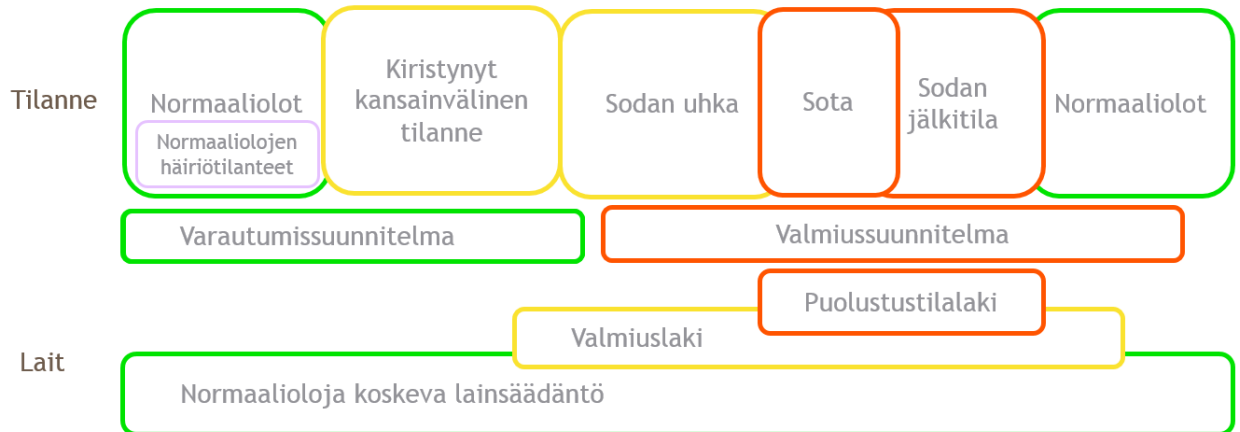 Tilanne
Normaaliolot
Normaaliolojen
häiriötilanteet
Kiristynyt
kansainvälinen
tilanne
Sodan uhka
Sota
Sodan
jälkitila
Normaaliolot
Varautumissuunnitelma
Valmiussuunnitelma
Puolustustilalaki
Valmiuslaki
Lait
Normaalioloja koskeva lainsäädäntö